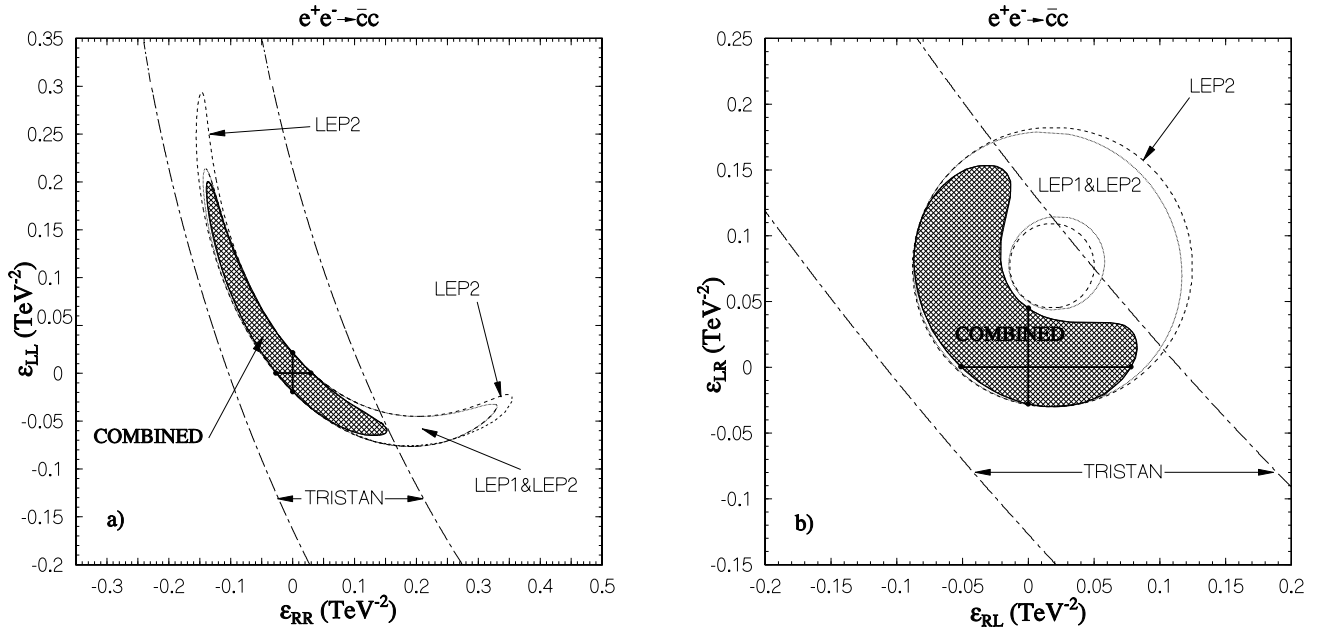 e⁺e⁻→c̄c
0.35
0.3
0.25
0.2
0.15
0.1
0.05
0
-0.05
-0.1
-0.15
-0.2
εLL (TeV⁻²)
LEP2
LEP2
COMBINED
LEP1&LEP2
TRISTAN
a)
-0.3 -0.2 -0.1 0 0.1 0.2 0.3 0.4 0.5
εRR (TeV⁻²)
e⁺e⁻→c̄c
0.25
0.2
0.15
0.1
0.05
0
-0.05
-0.1
-0.15
εLR (TeV⁻²)
LEP2
LEP1&LEP2
COMBINED
TRISTAN
b)
-0.2 -0.15 -0.1 -0.05 0 0.05 0.1 0.15 0.2
εRL (TeV⁻²)